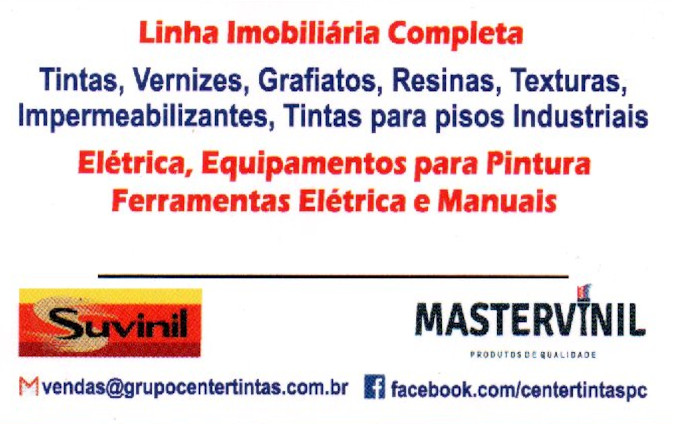 Linha Imobiliária Completa
Tintas, Vernizes, Grafiatos, Resinas, Texturas,
Impermeabilizantes, Tintas para pisos Industriais
Elétrica, Equipamentos para Pintura
Ferramentas Elétrica e Manuais
Suvinil
MASTERVINIL
PRODUTOS DE QUALIDADE
vendas@grupocentertintas.com.br
facebook.com/centertintaspc